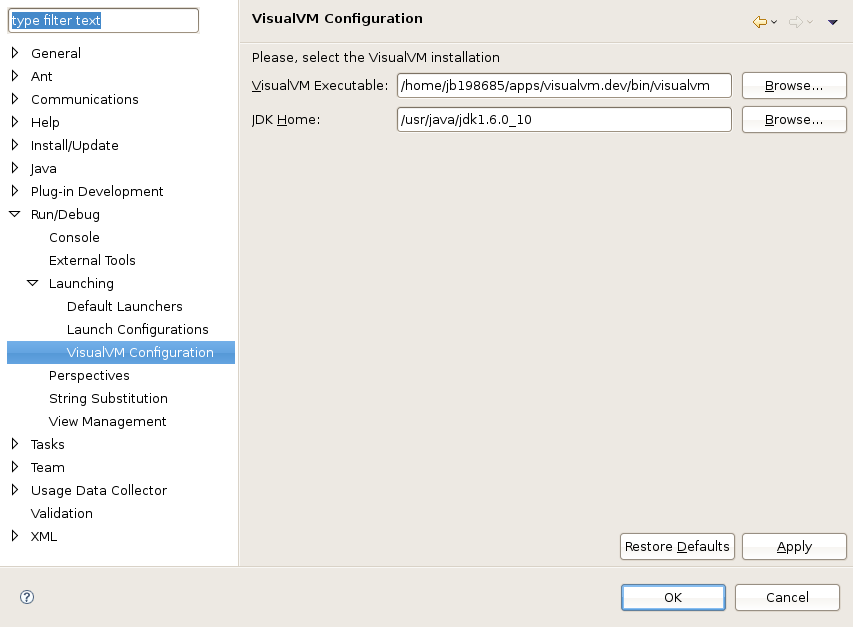 type filter text
General
Ant
Communications
Help
Install/Update
Java
Plug-in Development
Run/Debug
Console
External Tools
Launching
Default Launchers
Launch Configurations
VisualVM Configuration
Perspectives
String Substitution
View Management
Tasks
Team
Usage Data Collector
Validation
XML
VisualVM Configuration
Please, select the VisualVM installation
VisualVM Executable: /home/jb198685/apps/visualvm.dev/bin/visualvm Browse...
JDK Home: /usr/java/jdk1.6.0_10 Browse...
Restore Defaults Apply
? OK Cancel